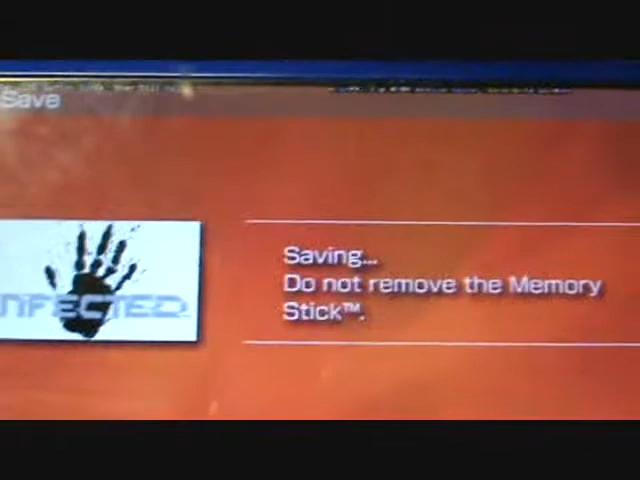 Save
Saving...
Do not remove the Memory
Stick™.
NFECTED